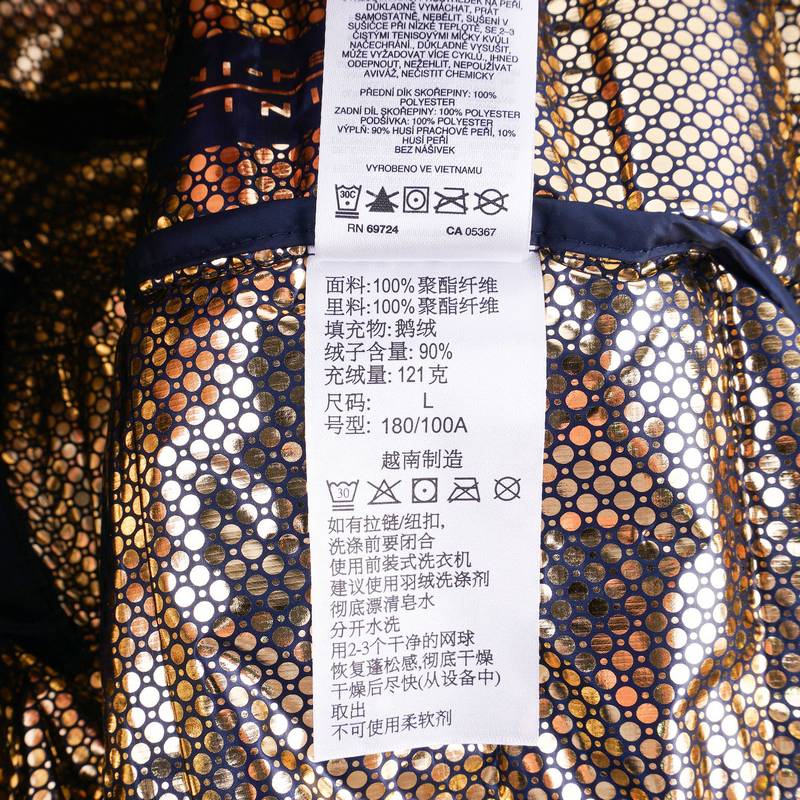 DŮKLADNĚ VYMÁCHAT, PRÁT
SAMOSTATNĚ, NEBĚLIT, SUŠENÍ V
SUŠIČCE PŘI NÍZKÉ TEPLOTĚ, SE 2–3
ČISTÝMI TENISOVÝMI MÍČKY KVŮLI
NAČECHRÁNÍ., DŮKLADNĚ VYSUŠIT,
MŮŽE VYŽADOVAT VÍCE CYKLŮ., IHNED
ODEPNOUT, NEŽEHLIT, NEPOUŽÍVAT
AVIVÁŽ, NEČISTIT CHEMICKY
PŘEDNÍ DÍK SKOŘEPINY: 100%
POLYESTER
ZADNÍ DÍL SKOŘEPINY: 100% POLYESTER
PODŠÍVKA: 100% POLYESTER
VÝPLŇ: 90% HUSÍ PRACHOVÉ PEŘÍ, 10%
HUSÍ PEŘÍ
BEZ NÁŠIVEK
VYROBENO VE VIETNAMU
30C
RN 69724 CA 05367
面料:100%聚酯纤维
里料:100%聚酯纤维
填充物:鹅绒
绒子含量: 90%
充绒量: 121克
尺码: L
号型: 180/100A
越南制造
30
如有拉链/纽扣,
洗涤前要闭合
使用前装式洗衣机
建议使用羽绒洗涤剂
彻底漂清皂水
分开水洗
用2-3个干净的网球
恢复蓬松感,彻底干燥
干燥后尽快(从设备中)
取出
不可使用柔软剂